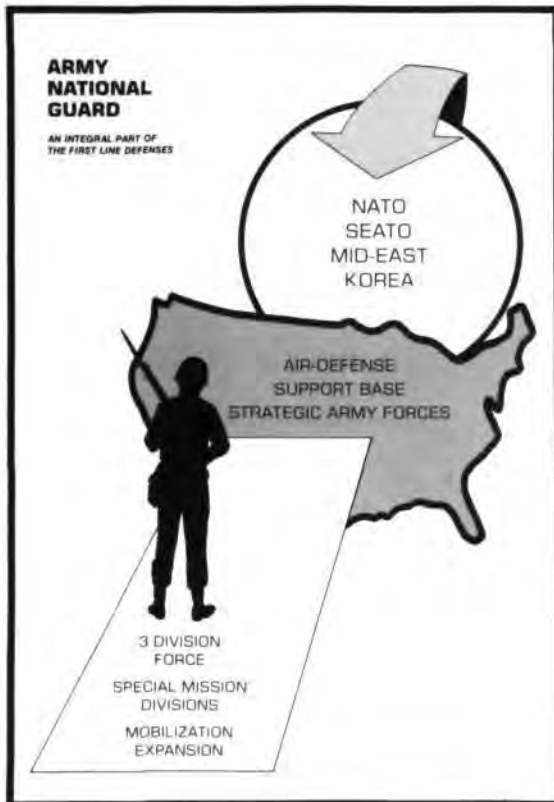 ARMY
NATIONAL
GUARD
AN INTEGRAL PART OF
THE FIRST LINE DEFENSES
NATO
SEATO
MID-EAST
KOREA
AIR-DEFENSE
SUPPORT BASE
STRATEGIC ARMY FORCES
3 DIVISION
FORCE
SPECIAL MISSION
DIVISIONS
MOBILIZATION
EXPANSION